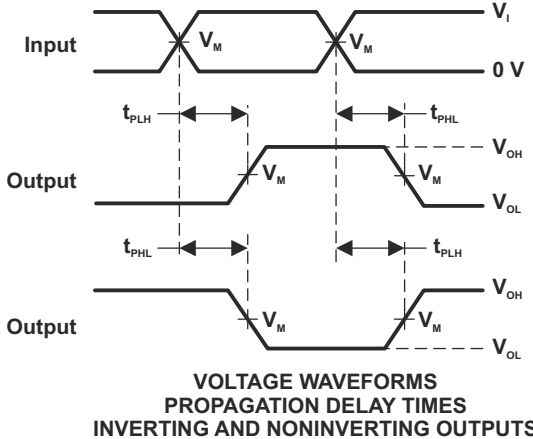 V_I
Input V_M V_M
0 V
t_PLH t_PHL
V_OH
Output V_M V_M
V_OL
t_PHL t_PLH
V_OH
Output V_M V_M
V_OL
VOLTAGE WAVEFORMS
PROPAGATION DELAY TIMES
INVERTING AND NONINVERTING OUTPUTS